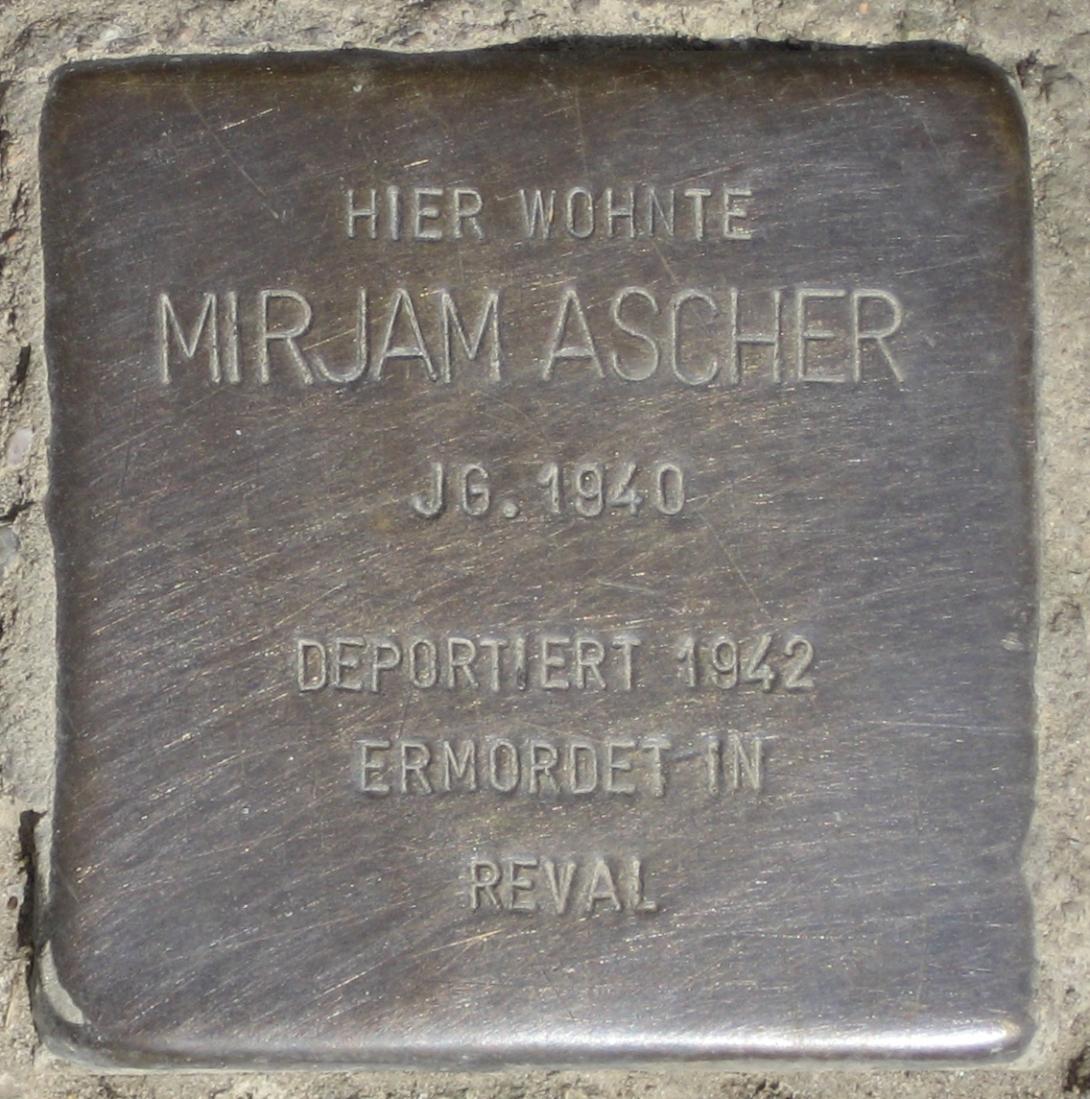 HIER WOHNTE
MIRJAM ASCHER
JG. 1940
DEPORTIERT 1942
ERMORDET IN
REVAL